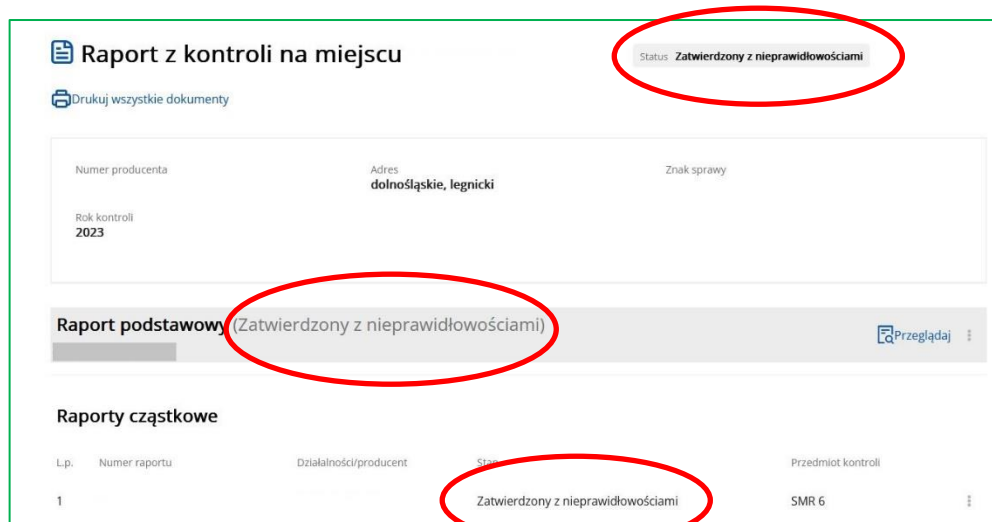 Raport z kontroli na miejscu
Status Zatwierdzony z nieprawidłowościami
Drukuj wszystkie dokumenty
Numer producenta Adres Znak sprawy
dolnośląskie, legnicki
Rok kontroli
2023
Raport podstawowy (Zatwierdzony z nieprawidłowościami)
Przeglądaj
Raporty cząstkowe
L.p. Numer raportu Działalności/producent Stan Przedmiot kontroli
1 Zatwierdzony z nieprawidłowościami SMR 6